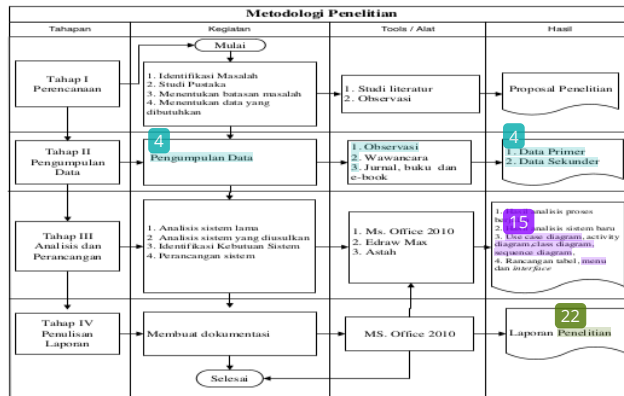 Metodologi Penelitian
Tahapan
Kegiatan
Tools / Alat
Hasil
Mulai
Tahap I
Perencanaan
1. Identifikasi Masalah
2. Studi Pustaka
3. Menentukan batasan masalah
4. Menentukan data yang
dibutuhkan
1. Studi literatur
2. Observasi
Proposal Penelitian
Tahap II
Pengumpulan
Data
4
Pengumpulan Data
1. Observasi
2. Wawancara
3. Jurnal, buku dan
e-book
4
1. Data Primer
2. Data Sekunder
Tahap III
Analisis dan
Perancangan
1. Analisis sistem lama
2 Analisis sistem yang diusulkan
3. Identifikasi Kebutuan Sistem
4. Perancangan sistem
1. Ms. Office 2010
2. Edraw Max
3. Astah
15
1. analisis proses
2. analisis sistem baru
3. Use case diagram, activity
diagram,class diagram,
sequence diagram,
4. Rancangan tabel, menu
dan interface
Tahap IV
Penulisan
Laporan
Membuat dokumentasi
MS. Office 2010
22
Laporan Penelitian
Selesai